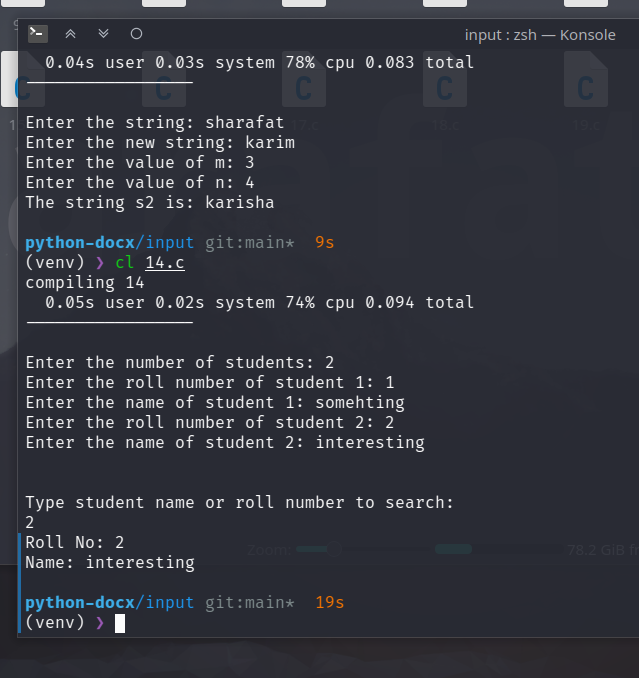 input : zsh — Konsole
0.04s user 0.03s system 78% cpu 0.083 total
Enter the string: sharafat
Enter the new string: karim
Enter the value of m: 3
Enter the value of n: 4
The string s2 is: karisha
python-docx/input git:main* 9s
(venv) ❯ cl 14.c
compiling 14
0.05s user 0.02s system 74% cpu 0.094 total
Enter the number of students: 2
Enter the roll number of student 1: 1
Enter the name of student 1: somehting
Enter the roll number of student 2: 2
Enter the name of student 2: interesting
Type student name or roll number to search:
2
Roll No: 2
Zoom: 78.2 GiB
Name: interesting
python-docx/input git:main* 19s
(venv) ❯